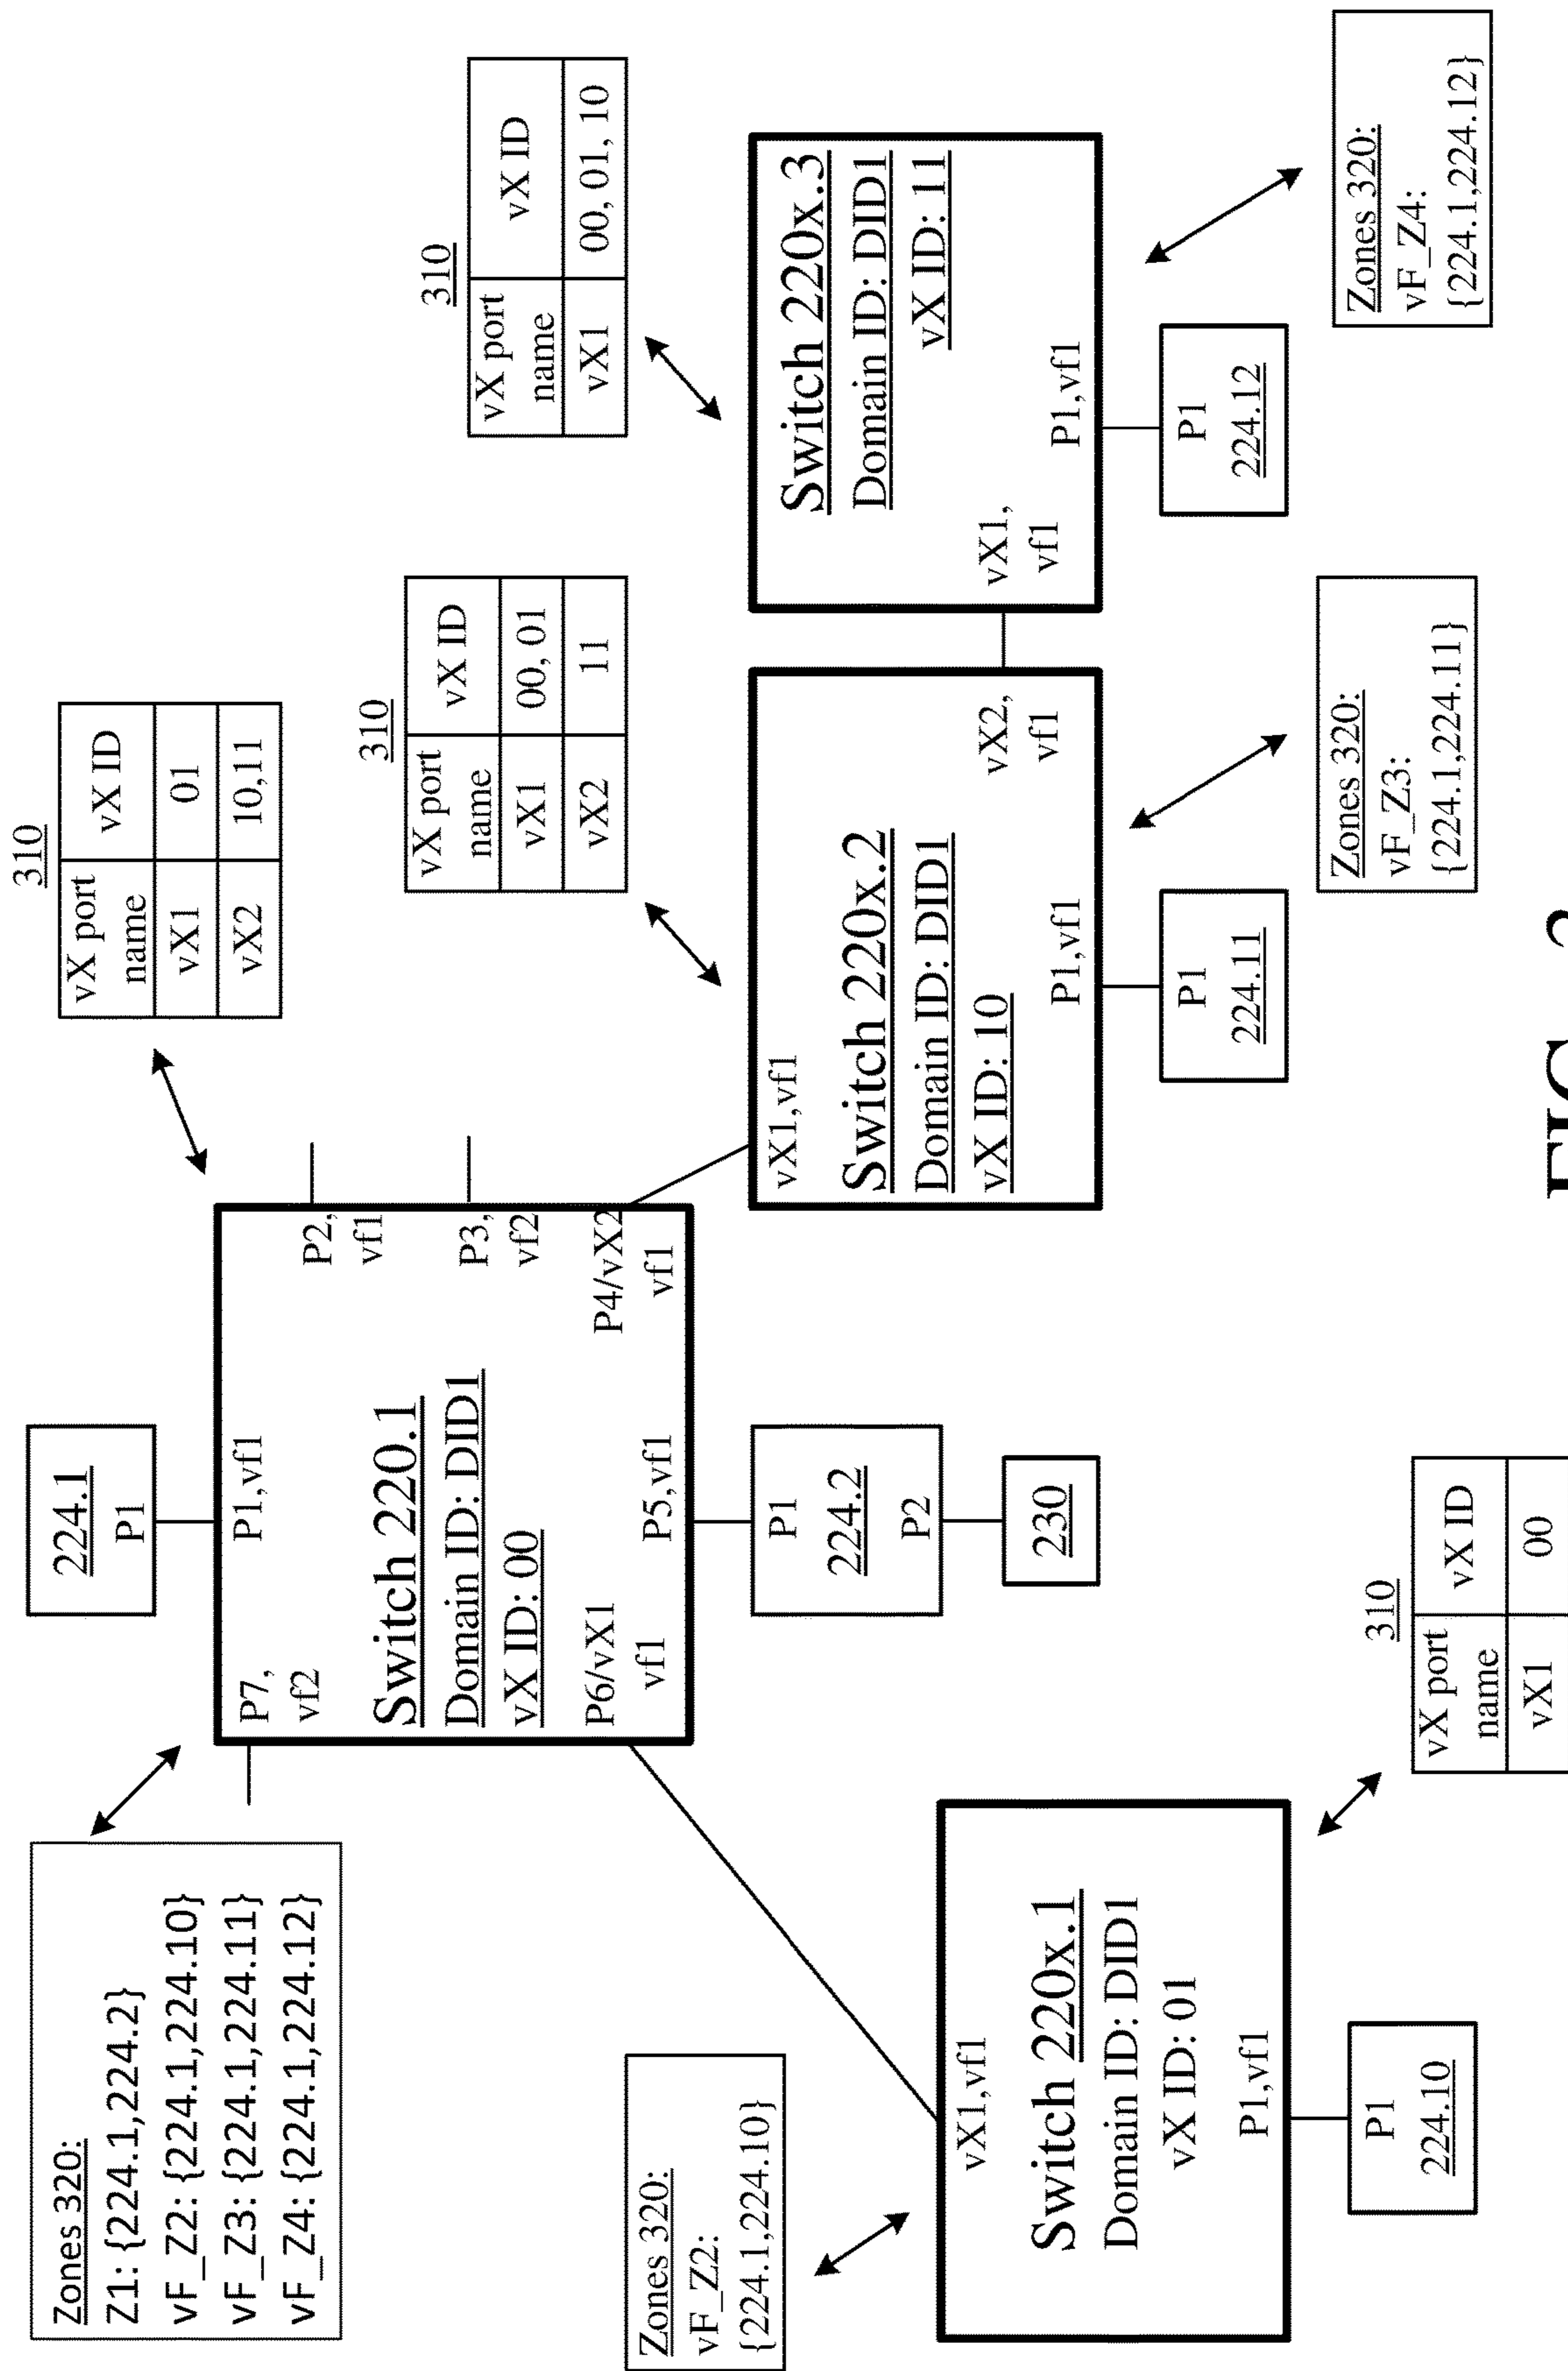 Zones 320:
Z1: {224.1,224.2}
vF_Z2: {224.1,224.10}
vF_Z3: {224.1,224.11}
vF_Z4: {224.1,224.12}
224.1
P1
310
vX port name vX ID
vX1 01
vX2 10,11
P7, vf2
P1,vf1
P2, vf1
Switch 220.1
Domain ID: DID1
vX ID: 00
P3, vf2
P6/vX1 vf1
P5,vf1
P4/vX2 vf1
310
vX port name vX ID
vX1 00, 01
vX2 11
310
vX port name vX ID
vX1 00, 01, 10
Zones 320:
vF_Z2:
{224.1,224.10}
P1
224.2
P2
230
vX1,vf1
Switch 220x.2
Domain ID: DID1
vX ID: 10
P1,vf1
vX2, vf1
Switch 220x.3
Domain ID: DID1
vX ID: 11
vX1, vf1
P1,vf1
vX1,vf1
Switch 220x.1
Domain ID: DID1
vX ID: 01
P1,vf1
P1
224.10
P1
224.11
P1
224.12
310
vX port name vX ID
vX1 00
Zones 320:
vF_Z3:
{224.1,224.11}
Zones 320:
vF_Z4:
{224.1,224.12}